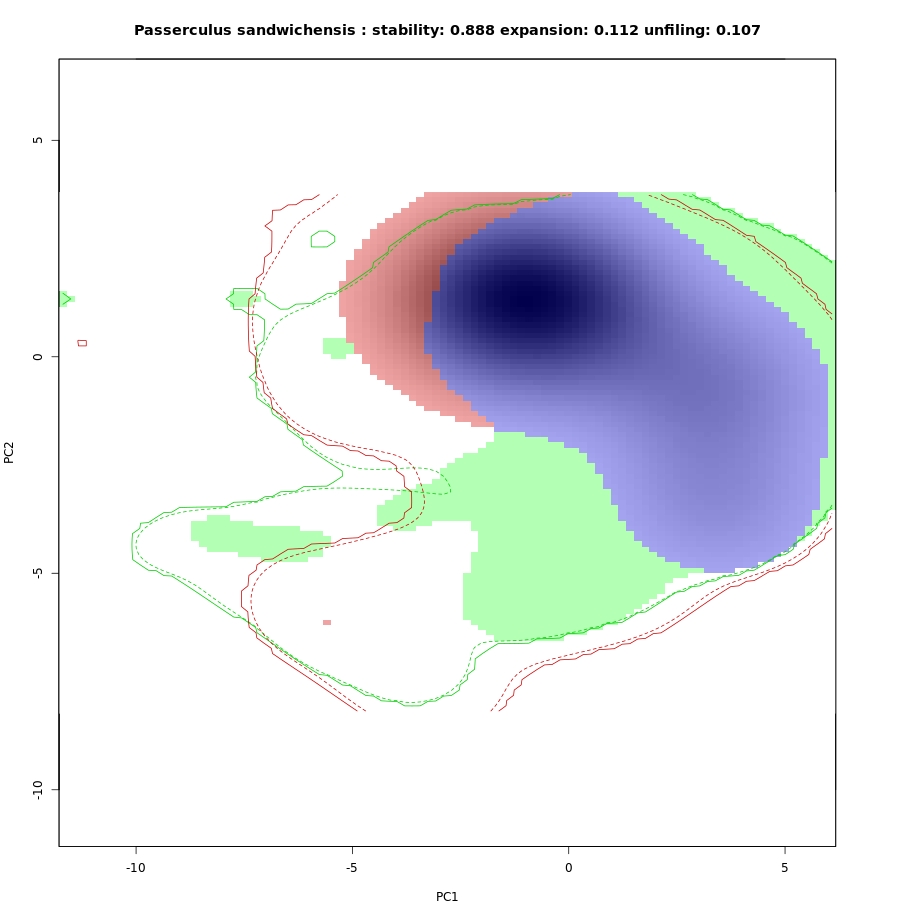 Passerculus sandwichensis : stability: 0.888 expansion: 0.112 unfiling: 0.107
5
0
-5
-10
PC2
-10 -5 0 5
PC1